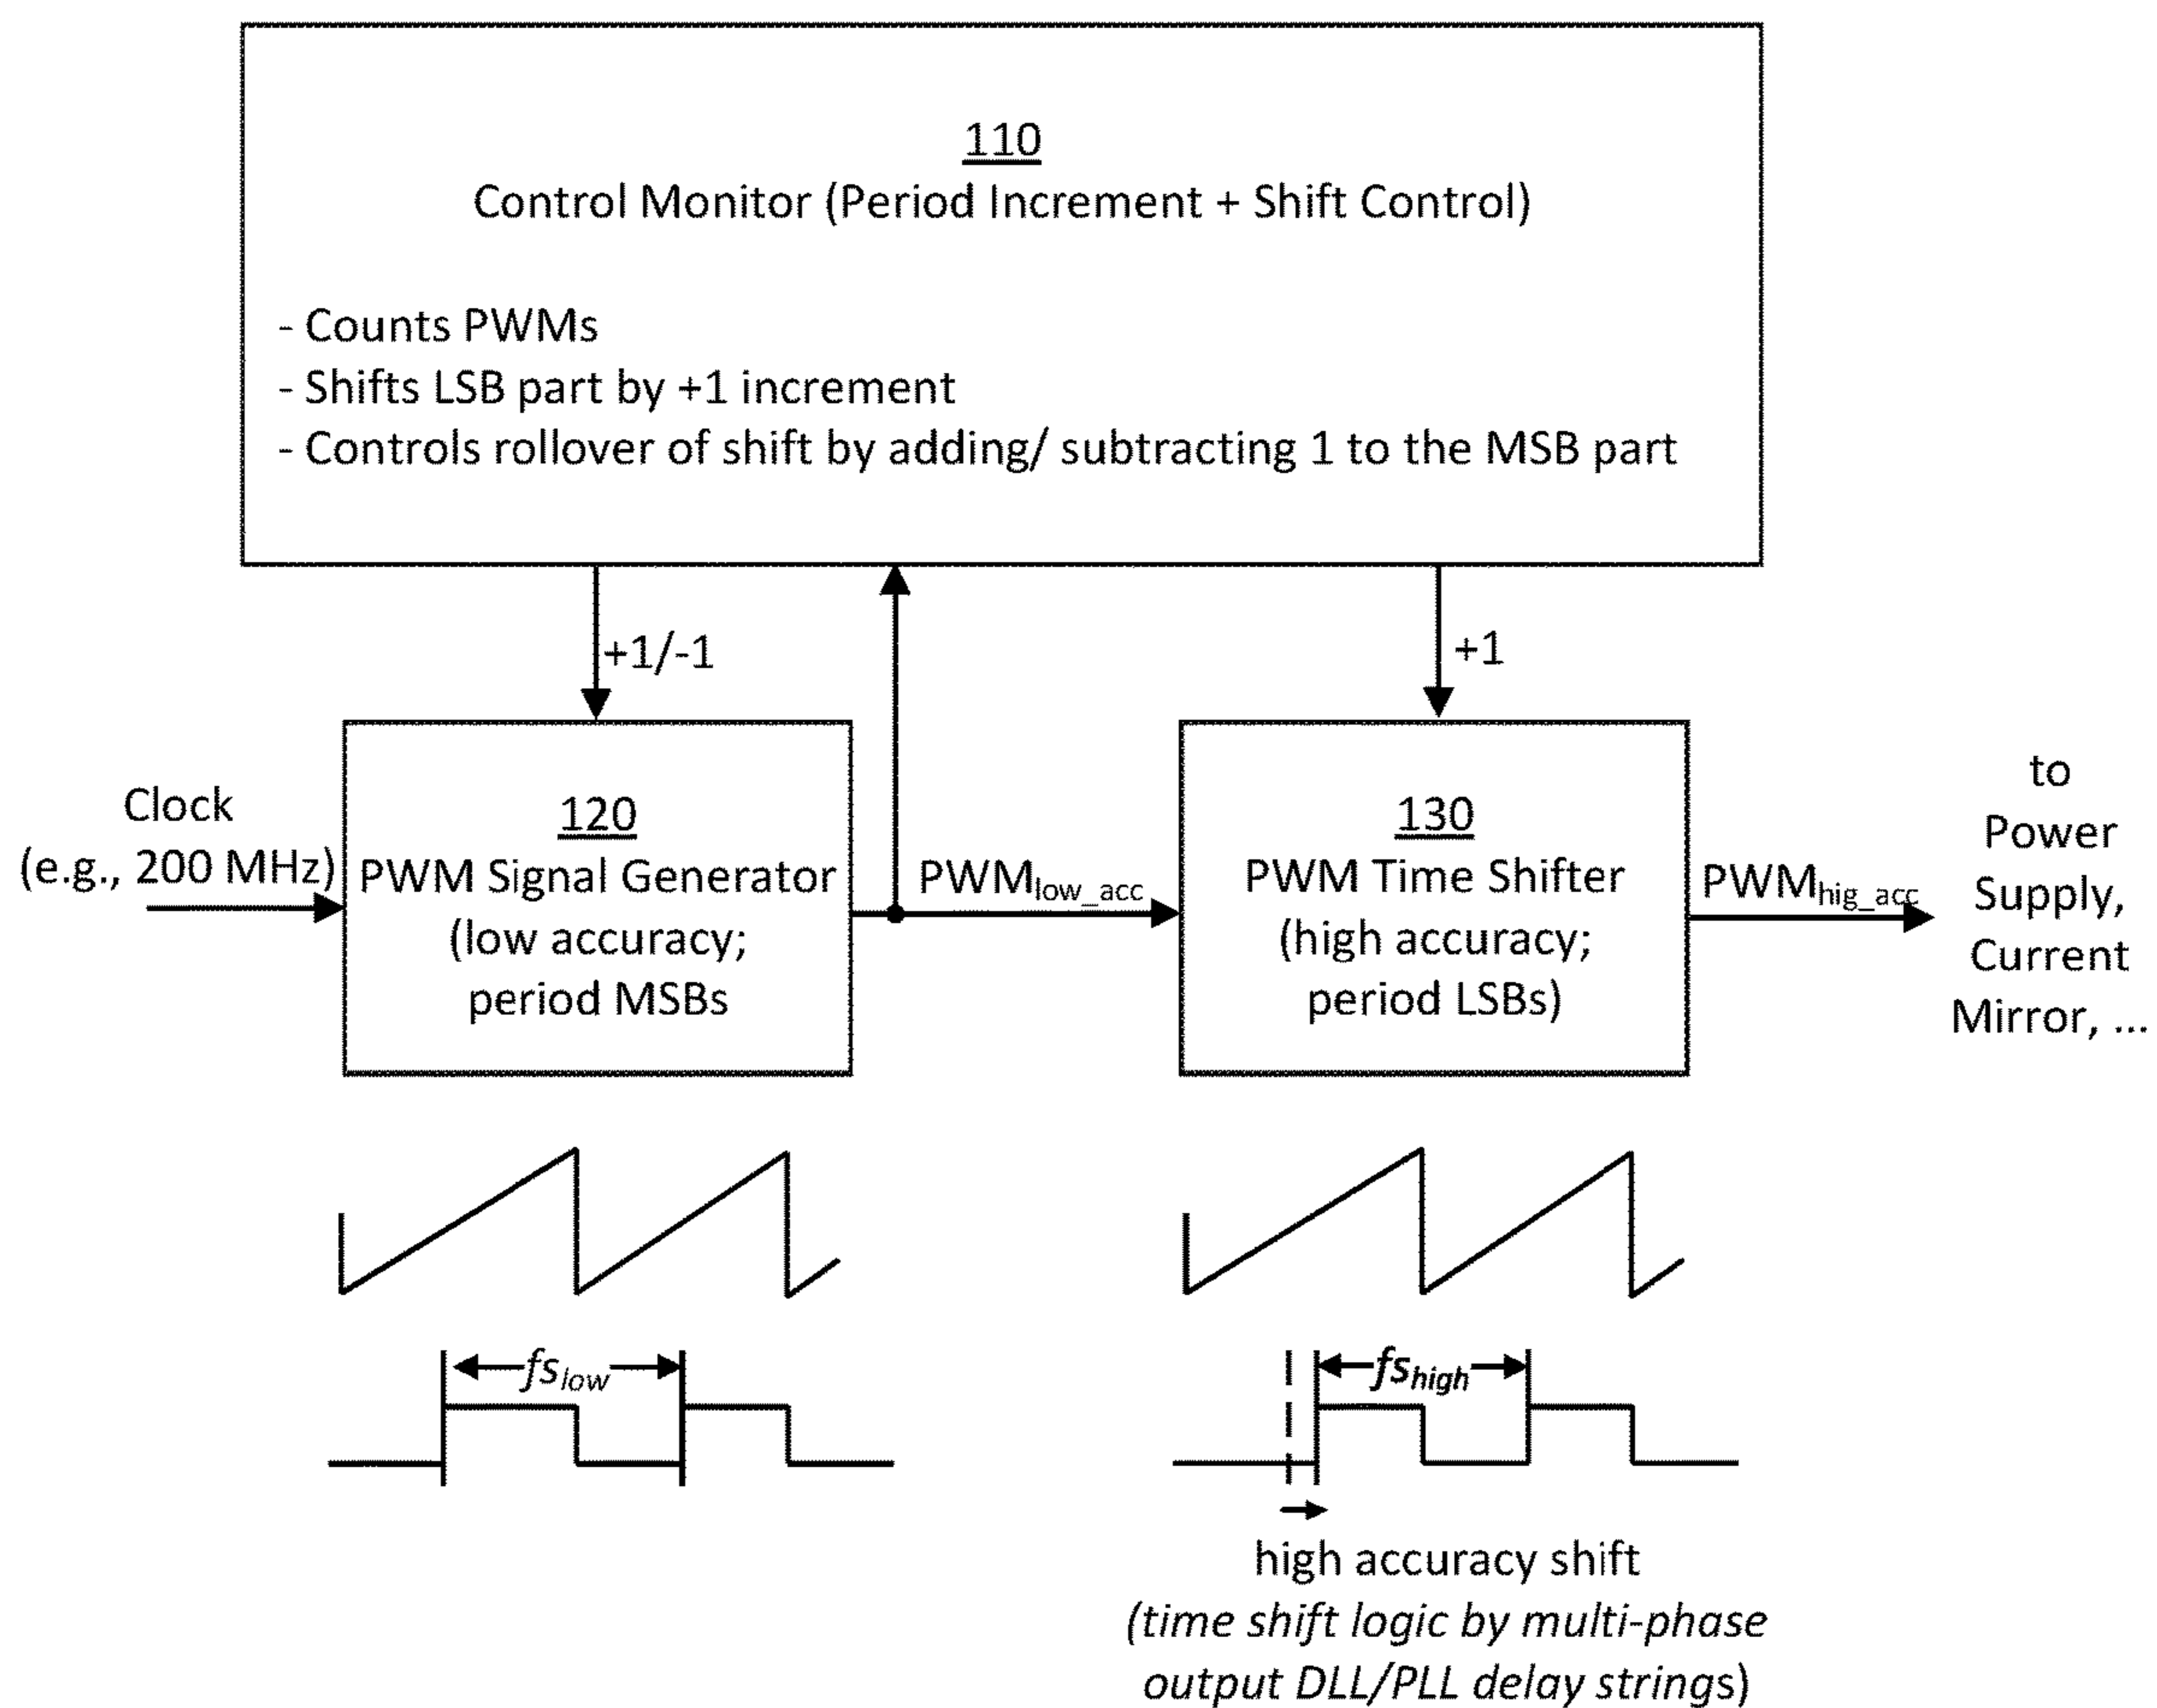 110
Control Monitor (Period Increment + Shift Control)
- Counts PWMs
- Shifts LSB part by +1 increment
- Controls rollover of shift by adding/ subtracting 1 to the MSB part
+1/-1
+1
Clock
(e.g., 200 MHz)
120
PWM Signal Generator
(low accuracy;
period MSBs
PWMlow_acc
130
PWM Time Shifter
(high accuracy;
period LSBs)
PWMhig_acc
to
Power
Supply,
Current
Mirror, ...
fslow
fshigh
high accuracy shift
(time shift logic by multi-phase
output DLL/PLL delay strings)